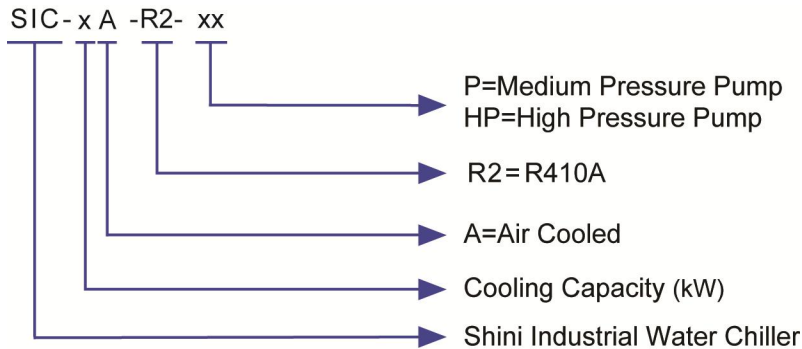 SIC- x A -R2- xx
P=Medium Pressure Pump
HP=High Pressure Pump
R2=R410A
A=Air Cooled
Cooling Capacity (kW)
Shini Industrial Water Chiller